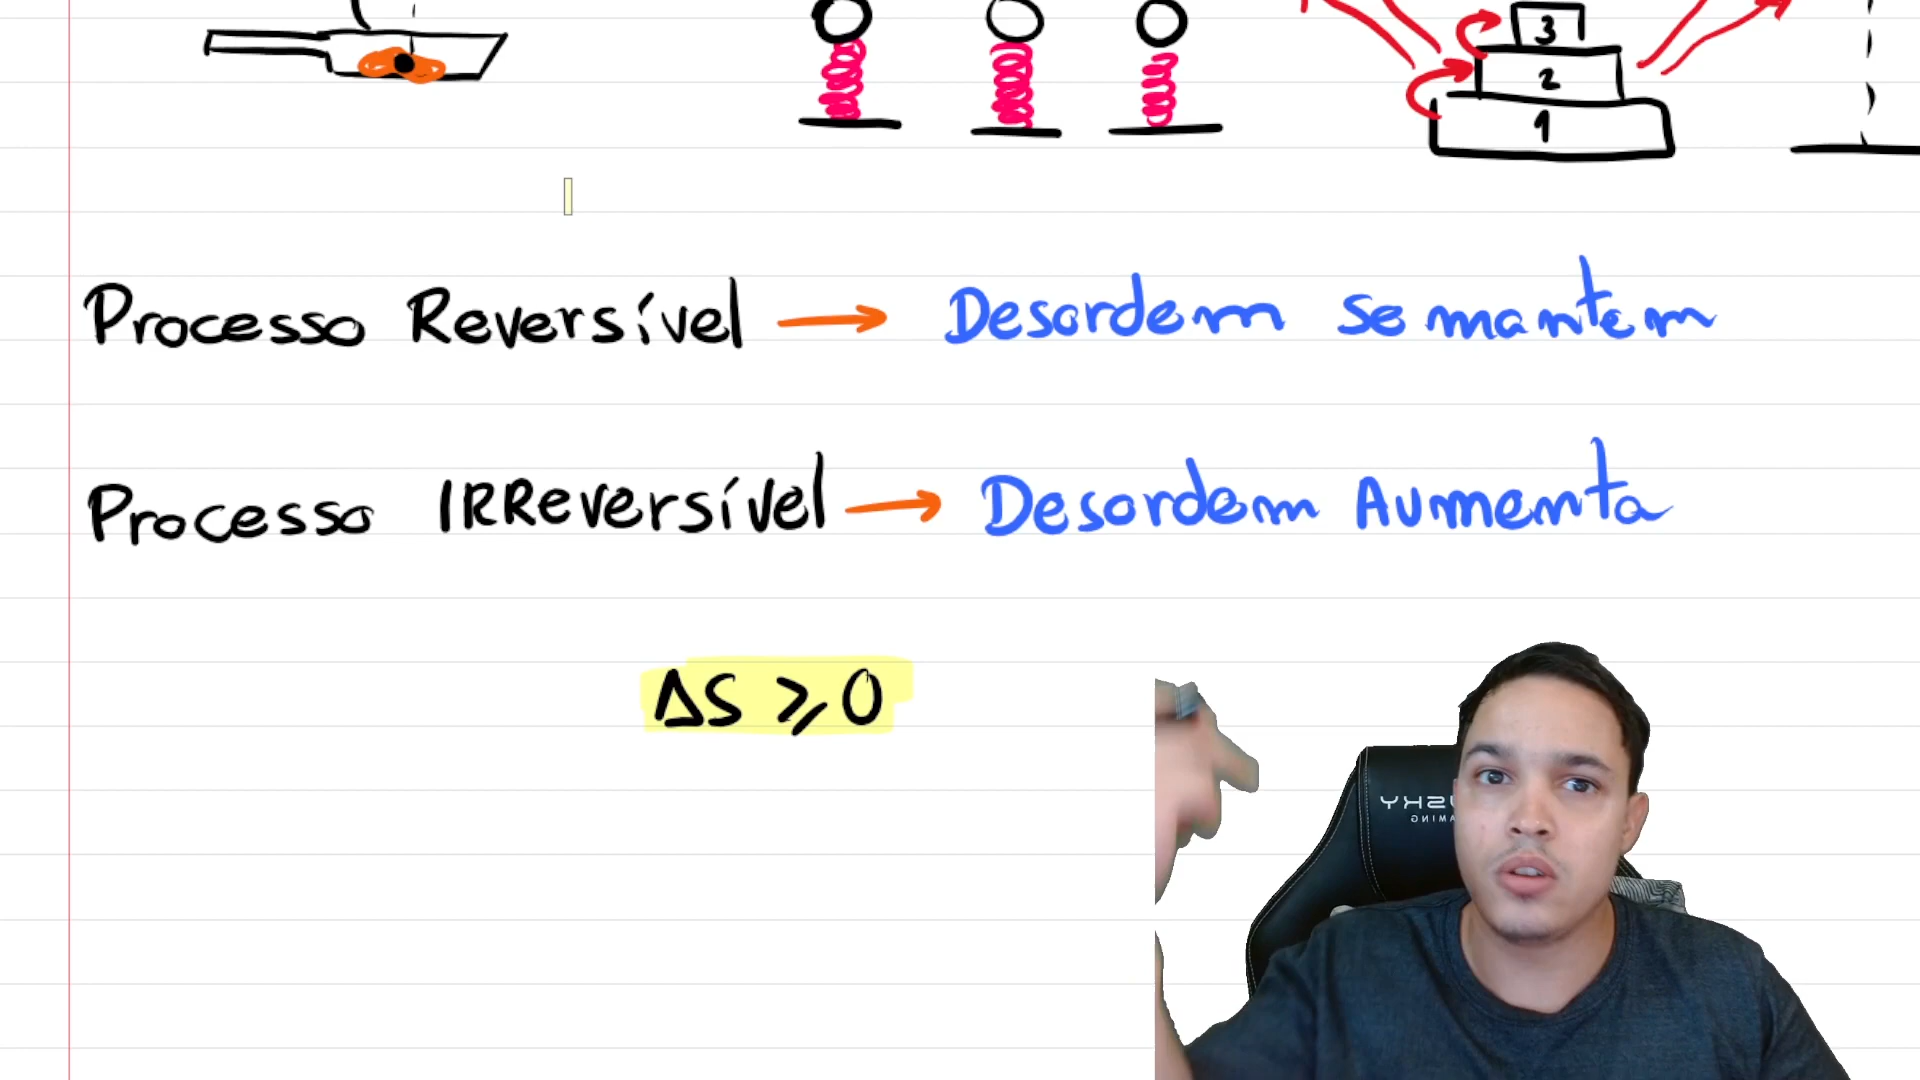 3
2
1
Processo Reversível → Desordem se mantem
Processo IRReversível → Desordem Aumenta
ΔS ⩾ 0